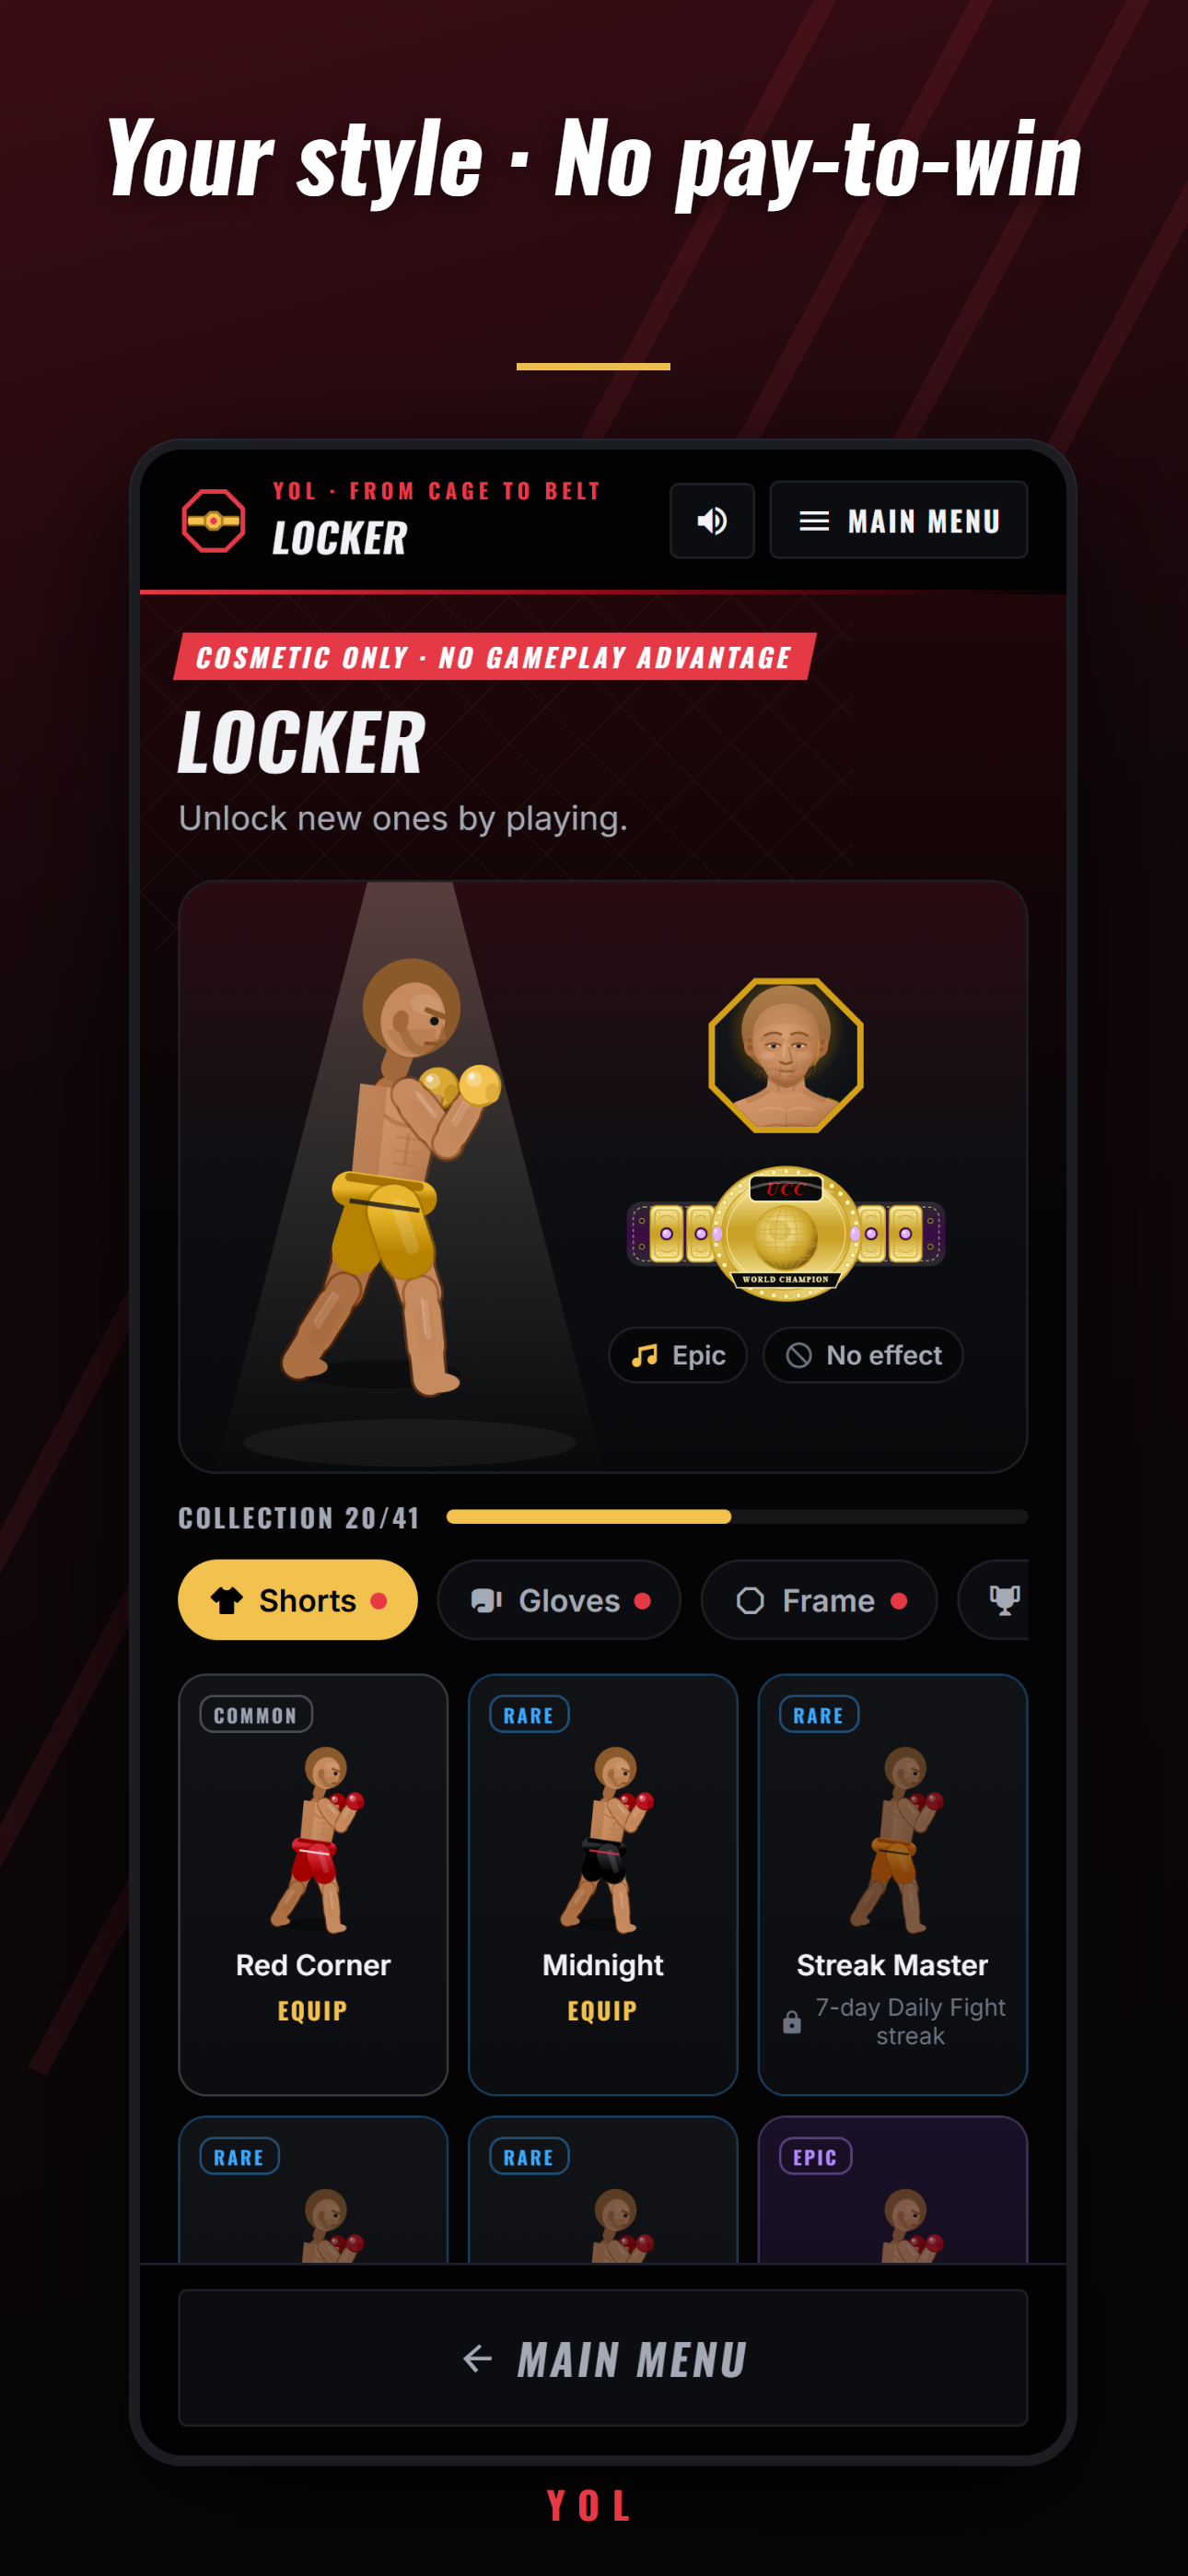 Your style · No pay-to-win
YOL · FROM CAGE TO BELT
LOCKER
MAIN MENU
COSMETIC ONLY · NO GAMEPLAY ADVANTAGE
LOCKER
Unlock new ones by playing.
UCC
WORLD CHAMPION
Epic
No effect
COLLECTION 20/41
Shorts
Gloves
Frame
COMMON
RARE
RARE
Red Corner
Midnight
Streak Master
EQUIP
EQUIP
7-day Daily Fight
streak
RARE
RARE
EPIC
MAIN MENU
YOL